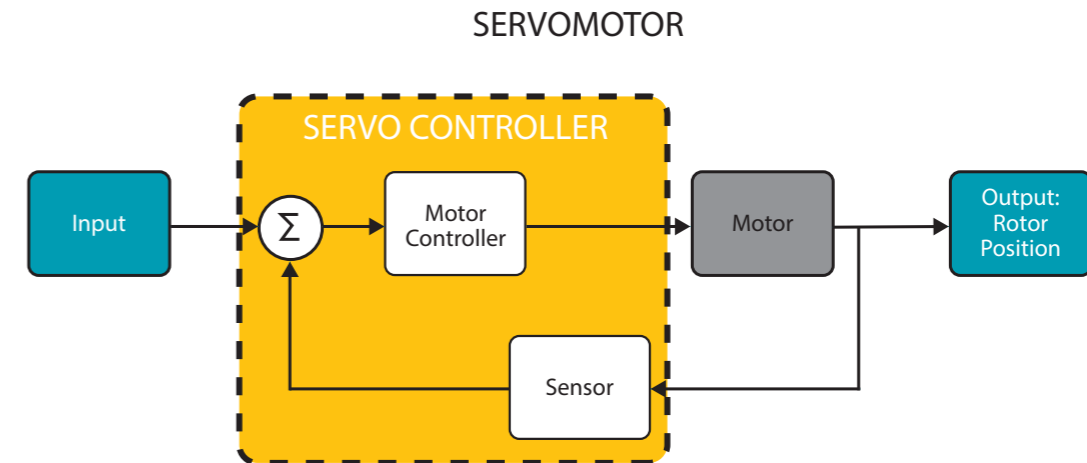 SERVOMOTOR
SERVO CONTROLLER
Input
Σ
Motor
Controller
Motor
Output:
Rotor
Position
Sensor